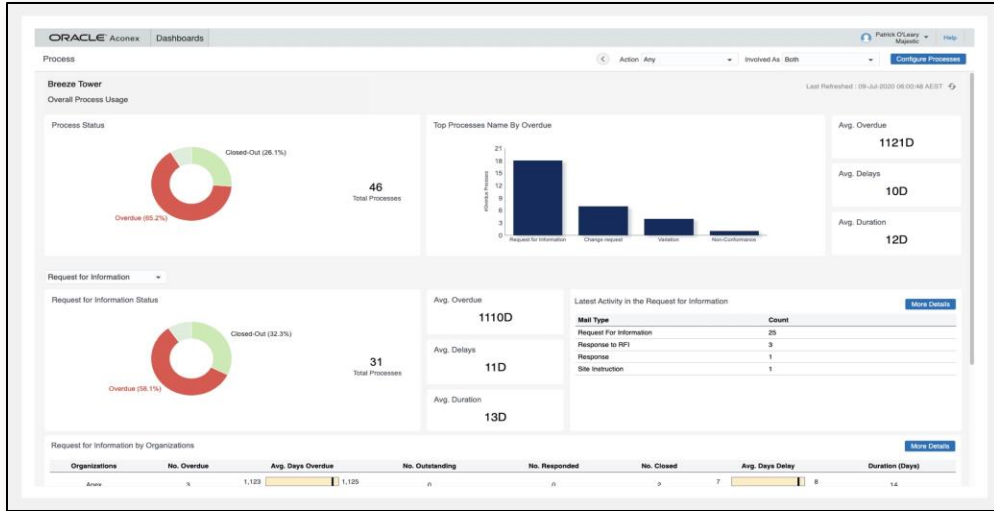 ORACLE Aconex Dashboards Patrick O'Leary Majestic Help
Process Action Any Involved As Both Configure Processes
Breeze Tower Last Refreshed : 09-Jul-2020 06:00:48 AEST
Overall Process Usage
Process Status
Closed-Out (26.1%)
Overdue (65.2%)
46
Total Processes
Top Processes Name By Overdue
#Overdue Processes
21
18
15
12
9
6
3
0
Request for Information Change request Variation Non-Conformance
Avg. Overdue
1121D
Avg. Delays
10D
Avg. Duration
12D
Request for Information
Request for Information Status
Closed-Out (32.3%)
Overdue (58.1%)
31
Total Processes
Avg. Overdue
1110D
Avg. Delays
11D
Avg. Duration
13D
Latest Activity in the Request for Information More Details
Mail Type Count
Request For Information 25
Response to RFI 3
Response 1
Site Instruction 1
Request for Information by Organizations More Details
Organizations No. Overdue Avg. Days Overdue No. Outstanding No. Responded No. Closed Avg. Days Delay Duration (Days)
3 1,123 1,125 0 0 2 7 8 14